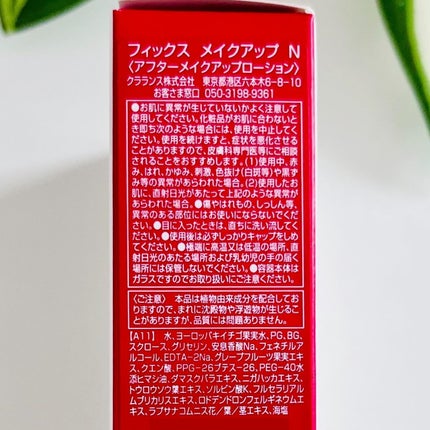 フィックス メイクアップ N
〈アフターメイクアップローション〉
クラランス株式会社 東京都港区六本木6-8-10
お客さま窓口 050-3198-9361
●お肌に異常が生じていないかよく注意して
使用してください。化粧品がお肌に合わないと
き即ち次のような場合には、使用を中止してく
ださい。使用を続けますと、症状を悪化させる
ことがありますので、皮膚科専門医等にご相談
されることをおすすめします。(1)使用中、赤
み、はれ、かゆみ、刺激、色抜け(白斑等)や黒ず
み等の異常があらわれた場合。(2)使用したお
肌に、直射日光があたって上記のような異常が
あらわれた場合。●傷やはれもの、しっしん等、
異常のある部位にはお使いにならないでくださ
い。●目に入ったときは、直ちに洗い流してく
ださい。●使用後は必ずしっかりキャップをしめ
てください。●極端に高温又は低温の場所、直
射日光のあたる場所および乳幼児の手の届く
場所には保管しないでください。●容器本体は
ガラスですのでお取り扱いにご注意ください。
〈ご注意〉 本品は植物由来成分を配合してお
りますので、まれに沈殿物や浮遊物が生じるこ
とがありますが、品質には問題ありません。
【A11】 水、ヨーロッパキイチゴ果実水、PG、BG、
スクロース、グリセリン、安息香酸Na、フェネチルア
ルコール、EDTA-2Na、グレープフルーツ果実エキ
ス、クエン酸、PPG-26ブテス-26、PEG-40水
添ヒマシ油、ダマスクバラエキス、ニガハッカエキス、
トウロウソウ葉エキス、ソルビン酸K、フルセラリアル
ムブリカリスエキス、ロドデンドロンフェルギネウムエ
キス、ラプサナコムニス花/葉/茎エキス、海塩